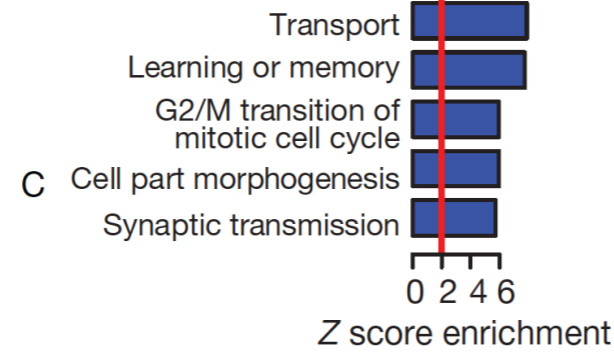 Transport
Learning or memory
G2/M transition of
mitotic cell cycle
C
Cell part morphogenesis
Synaptic transmission
0 2 4 6
Z score enrichment